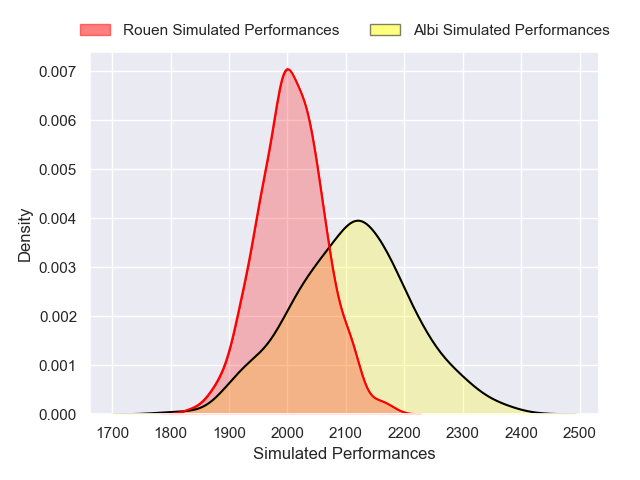 Rouen Simulated Performances Albi Simulated Performances
0.007
0.006
0.005
0.004
0.003
0.002
0.001
0.000
Density
1700 1800 1900 2000 2100 2200 2300 2400 2500
Simulated Performances